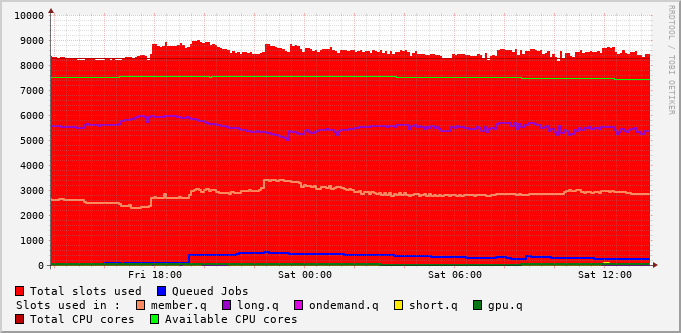 10000
9000
8000
7000
6000
5000
4000
3000
2000
1000
0
Fri 18:00 Sat 00:00 Sat 06:00 Sat 12:00
RRDTOOL / TOBI OETIKER
Total slots used Queued Jobs
Slots used in : member.q long.q ondemand.q short.q gpu.q
Total CPU cores Available CPU cores